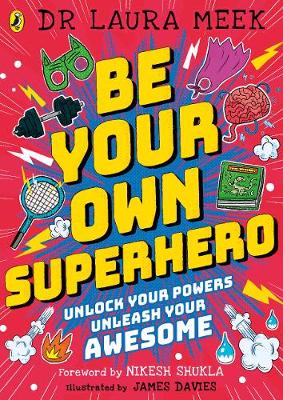 DR LAURA MEEK
BE
YOUR
OWN
SUPERHERO
UNLOCK YOUR POWERS
UNLEASH YOUR
AWESOME
Foreword by NIKESH SHUKLA
Illustrated by JAMES DAVIES